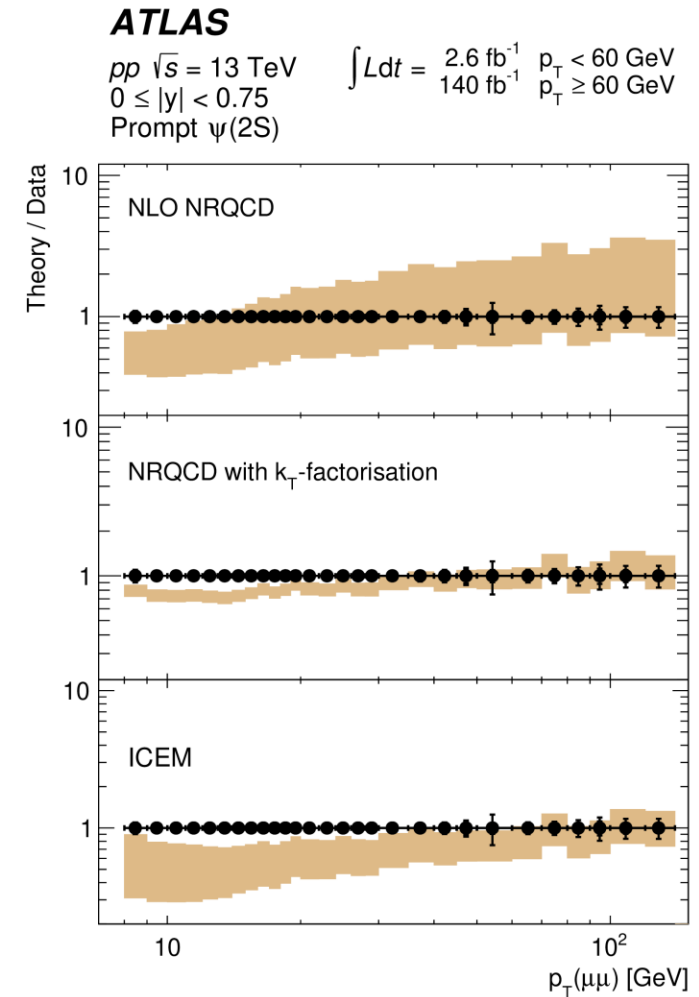 ATLAS
pp √s = 13 TeV
0 ≤ |y| < 0.75
Prompt ψ(2S)
∫Ldt = 2.6 fb⁻¹ p_T < 60 GeV
140 fb⁻¹ p_T ≥ 60 GeV
Theory / Data
10
NLO NRQCD
1
10
NRQCD with k_T-factorisation
1
10
ICEM
1
10 10²
p_T(μμ) [GeV]